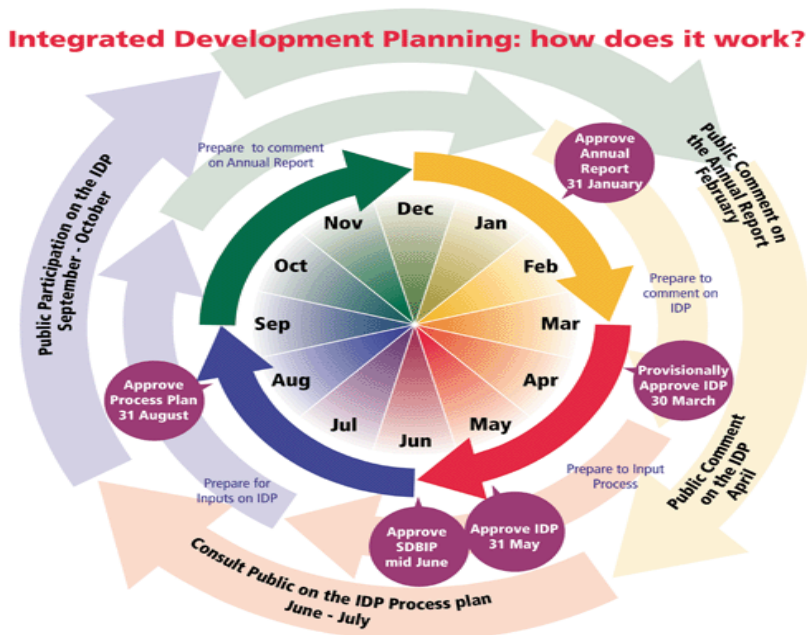 Integrated Development Planning: how does it work?
Prepare to comment
on Annual Report
Approve
Annual
Report
31 January
Public Comment on
the Annual Report
February
Public Participation on the IDP
September - October
Dec
Jan
Feb
Mar
Apr
May
Jun
Jul
Aug
Sep
Oct
Nov
Prepare to
comment on
IDP
Provisionally
Approve IDP
30 March
Public Comment
on the IDP
April
Prepare to Input
Process
Approve IDP
31 May
Approve
SDBIP
mid June
Consult Public on the IDP Process plan
June - July
Prepare for
Inputs on IDP
Approve
Process Plan
31 August